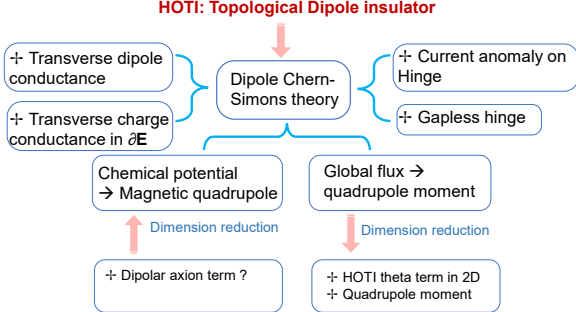 HOTI: Topological Dipole insulator
✢ Transverse dipole
conductance
✢ Transverse charge
conductance in ∂E
Dipole Chern-
Simons theory
✢ Current anomaly on
Hinge
✢ Gapless hinge
Chemical potential
→ Magnetic quadrupole
Global flux →
quadrupole moment
Dimension reduction
Dimension reduction
✢ Dipolar axion term ?
✢ HOTI theta term in 2D
✢ Quadrupole moment